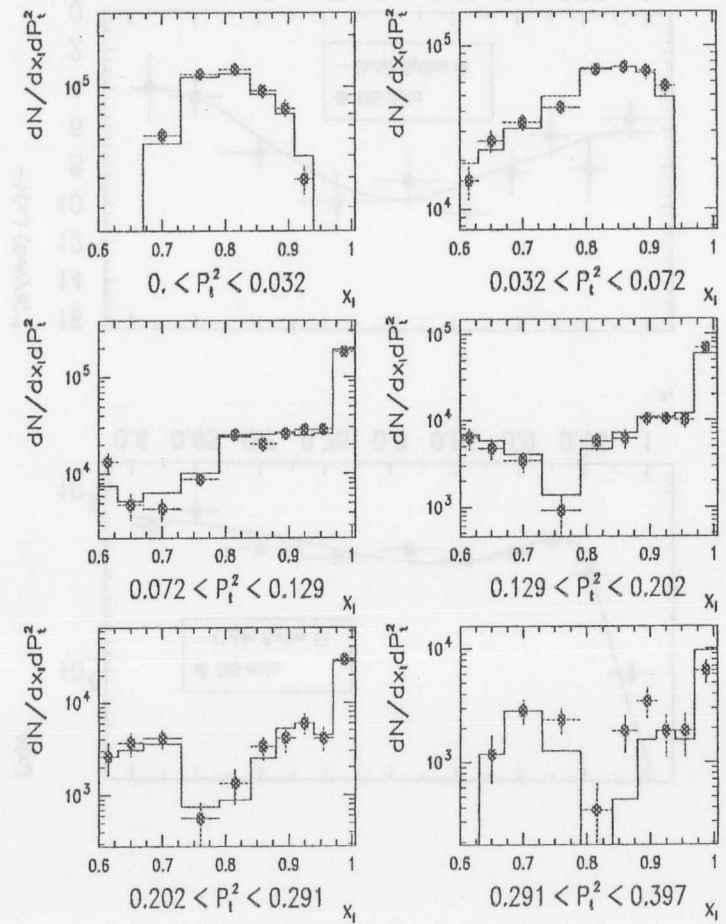 dN/dx_l dP_t^2
10^5
0.6 0.7 0.8 0.9 1
0. < P_t^2 < 0.032
x_l
dN/dx_l dP_t^2
10^5
10^4
0.6 0.7 0.8 0.9 1
0.032 < P_t^2 < 0.072
x_l
dN/dx_l dP_t^2
10^5
10^4
0.6 0.7 0.8 0.9 1
0.072 < P_t^2 < 0.129
x_l
dN/dx_l dP_t^2
10^5
10^4
10^3
0.6 0.7 0.8 0.9 1
0.129 < P_t^2 < 0.202
x_l
dN/dx_l dP_t^2
10^4
10^3
0.6 0.7 0.8 0.9 1
0.202 < P_t^2 < 0.291
x_l
dN/dx_l dP_t^2
10^4
10^3
0.6 0.7 0.8 0.9 1
0.291 < P_t^2 < 0.397
x_l